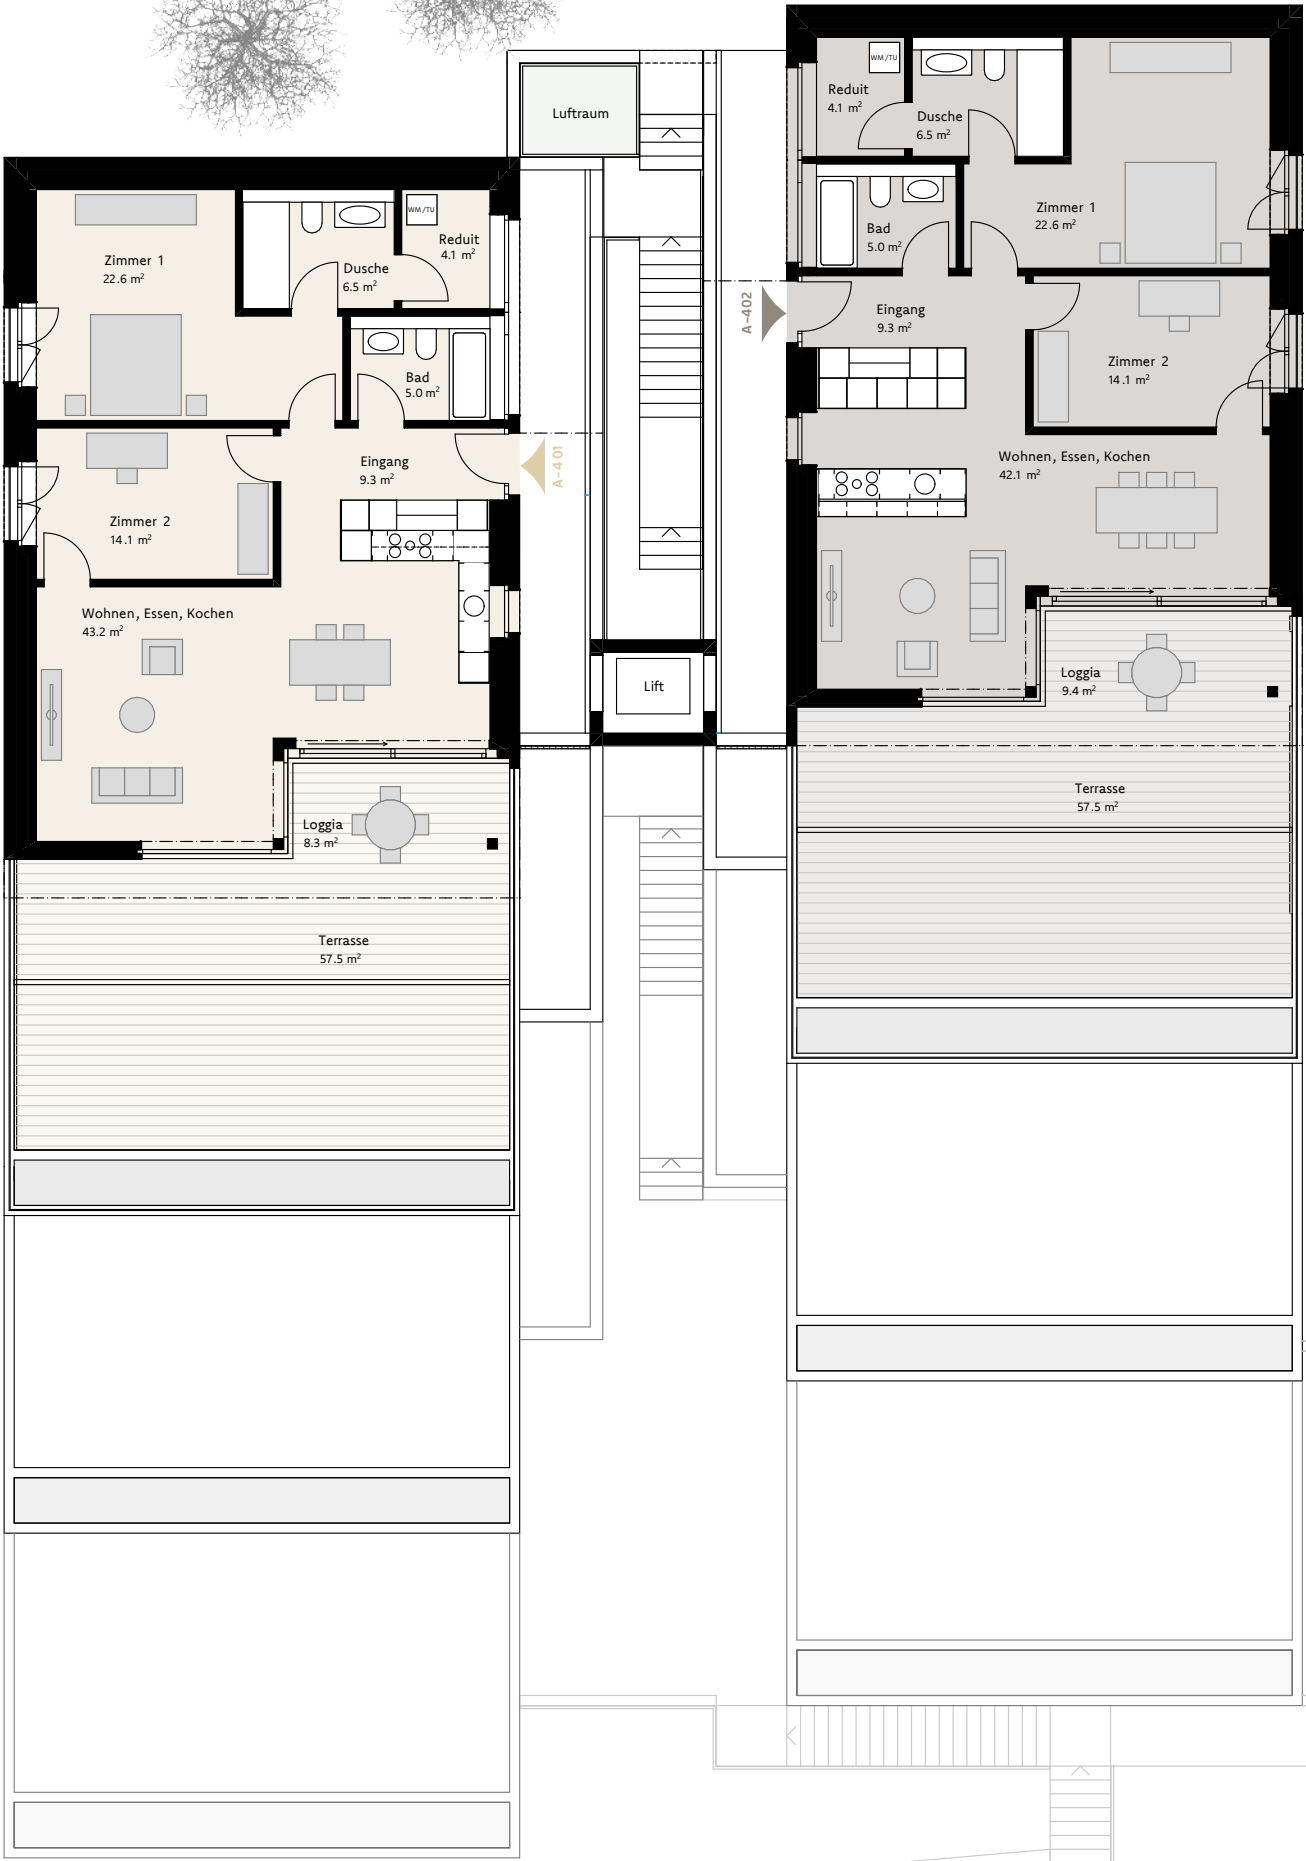 Luftraum
Zimmer 1
22.6 m²
WM/TU
Reduit
4.1 m²
Dusche
6.5 m²
Bad
5.0 m²
Eingang
9.3 m²
A-401
Zimmer 2
14.1 m²
Wohnen, Essen, Kochen
43.2 m²
Loggia
8.3 m²
Terrasse
57.5 m²
Lift
WM/TU
Reduit
4.1 m²
Dusche
6.5 m²
Zimmer 1
22.6 m²
Bad
5.0 m²
A-402
Eingang
9.3 m²
Zimmer 2
14.1 m²
Wohnen, Essen, Kochen
42.1 m²
Loggia
9.4 m²
Terrasse
57.5 m²